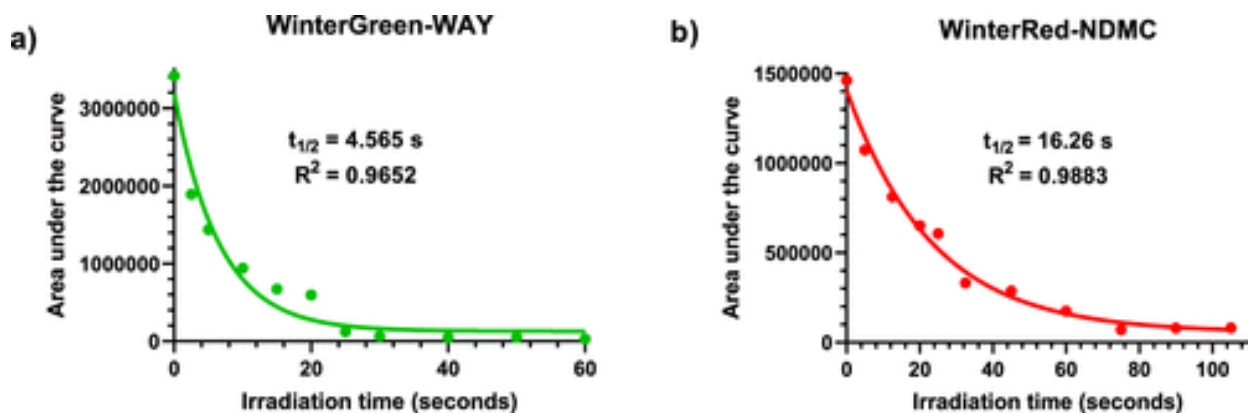 a)
WinterGreen-WAY
Area under the curve
3000000
2000000
1000000
0
t1/2 = 4.565 s
R2 = 0.9652
0 20 40 60
Irradiation time (seconds)
b)
WinterRed-NDMC
Area under the curve
1500000
1000000
500000
0
t1/2 = 16.26 s
R2 = 0.9883
0 20 40 60 80 100
Irradiation time (seconds)